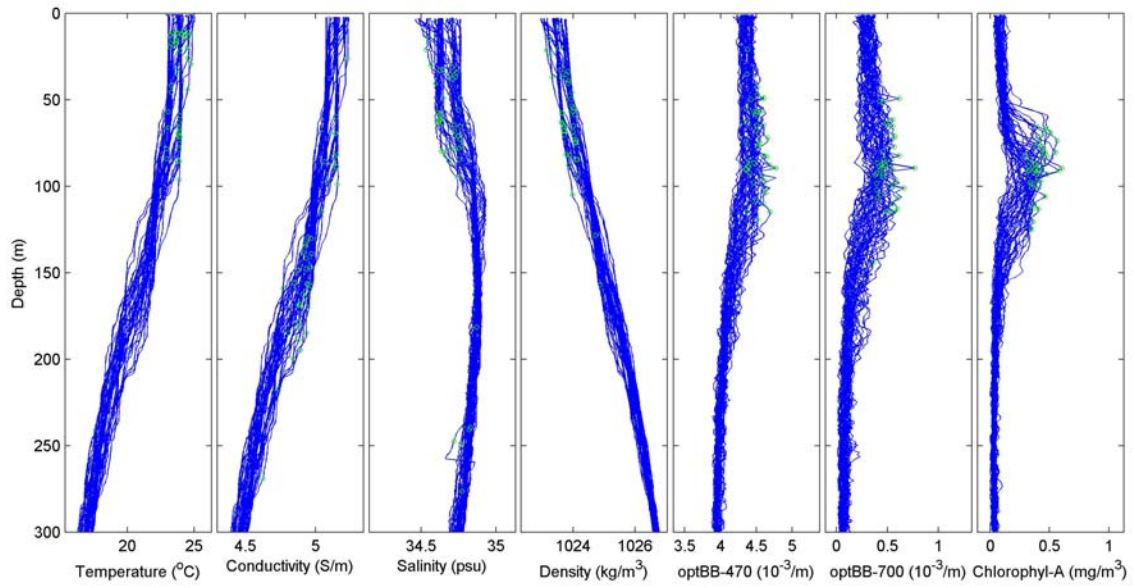 0
50
100
150
200
250
300
Depth (m)
20 25
4.5 5
34.5 35
1024 1026
3.5 4 4.5 5
0 0.5 1
0 0.5 1
Temperature (°C)
Conductivity (S/m)
Salinity (psu)
Density (kg/m³)
optBB-470 (10⁻³/m)
optBB-700 (10⁻³/m)
Chlorophyl-A (mg/m³)